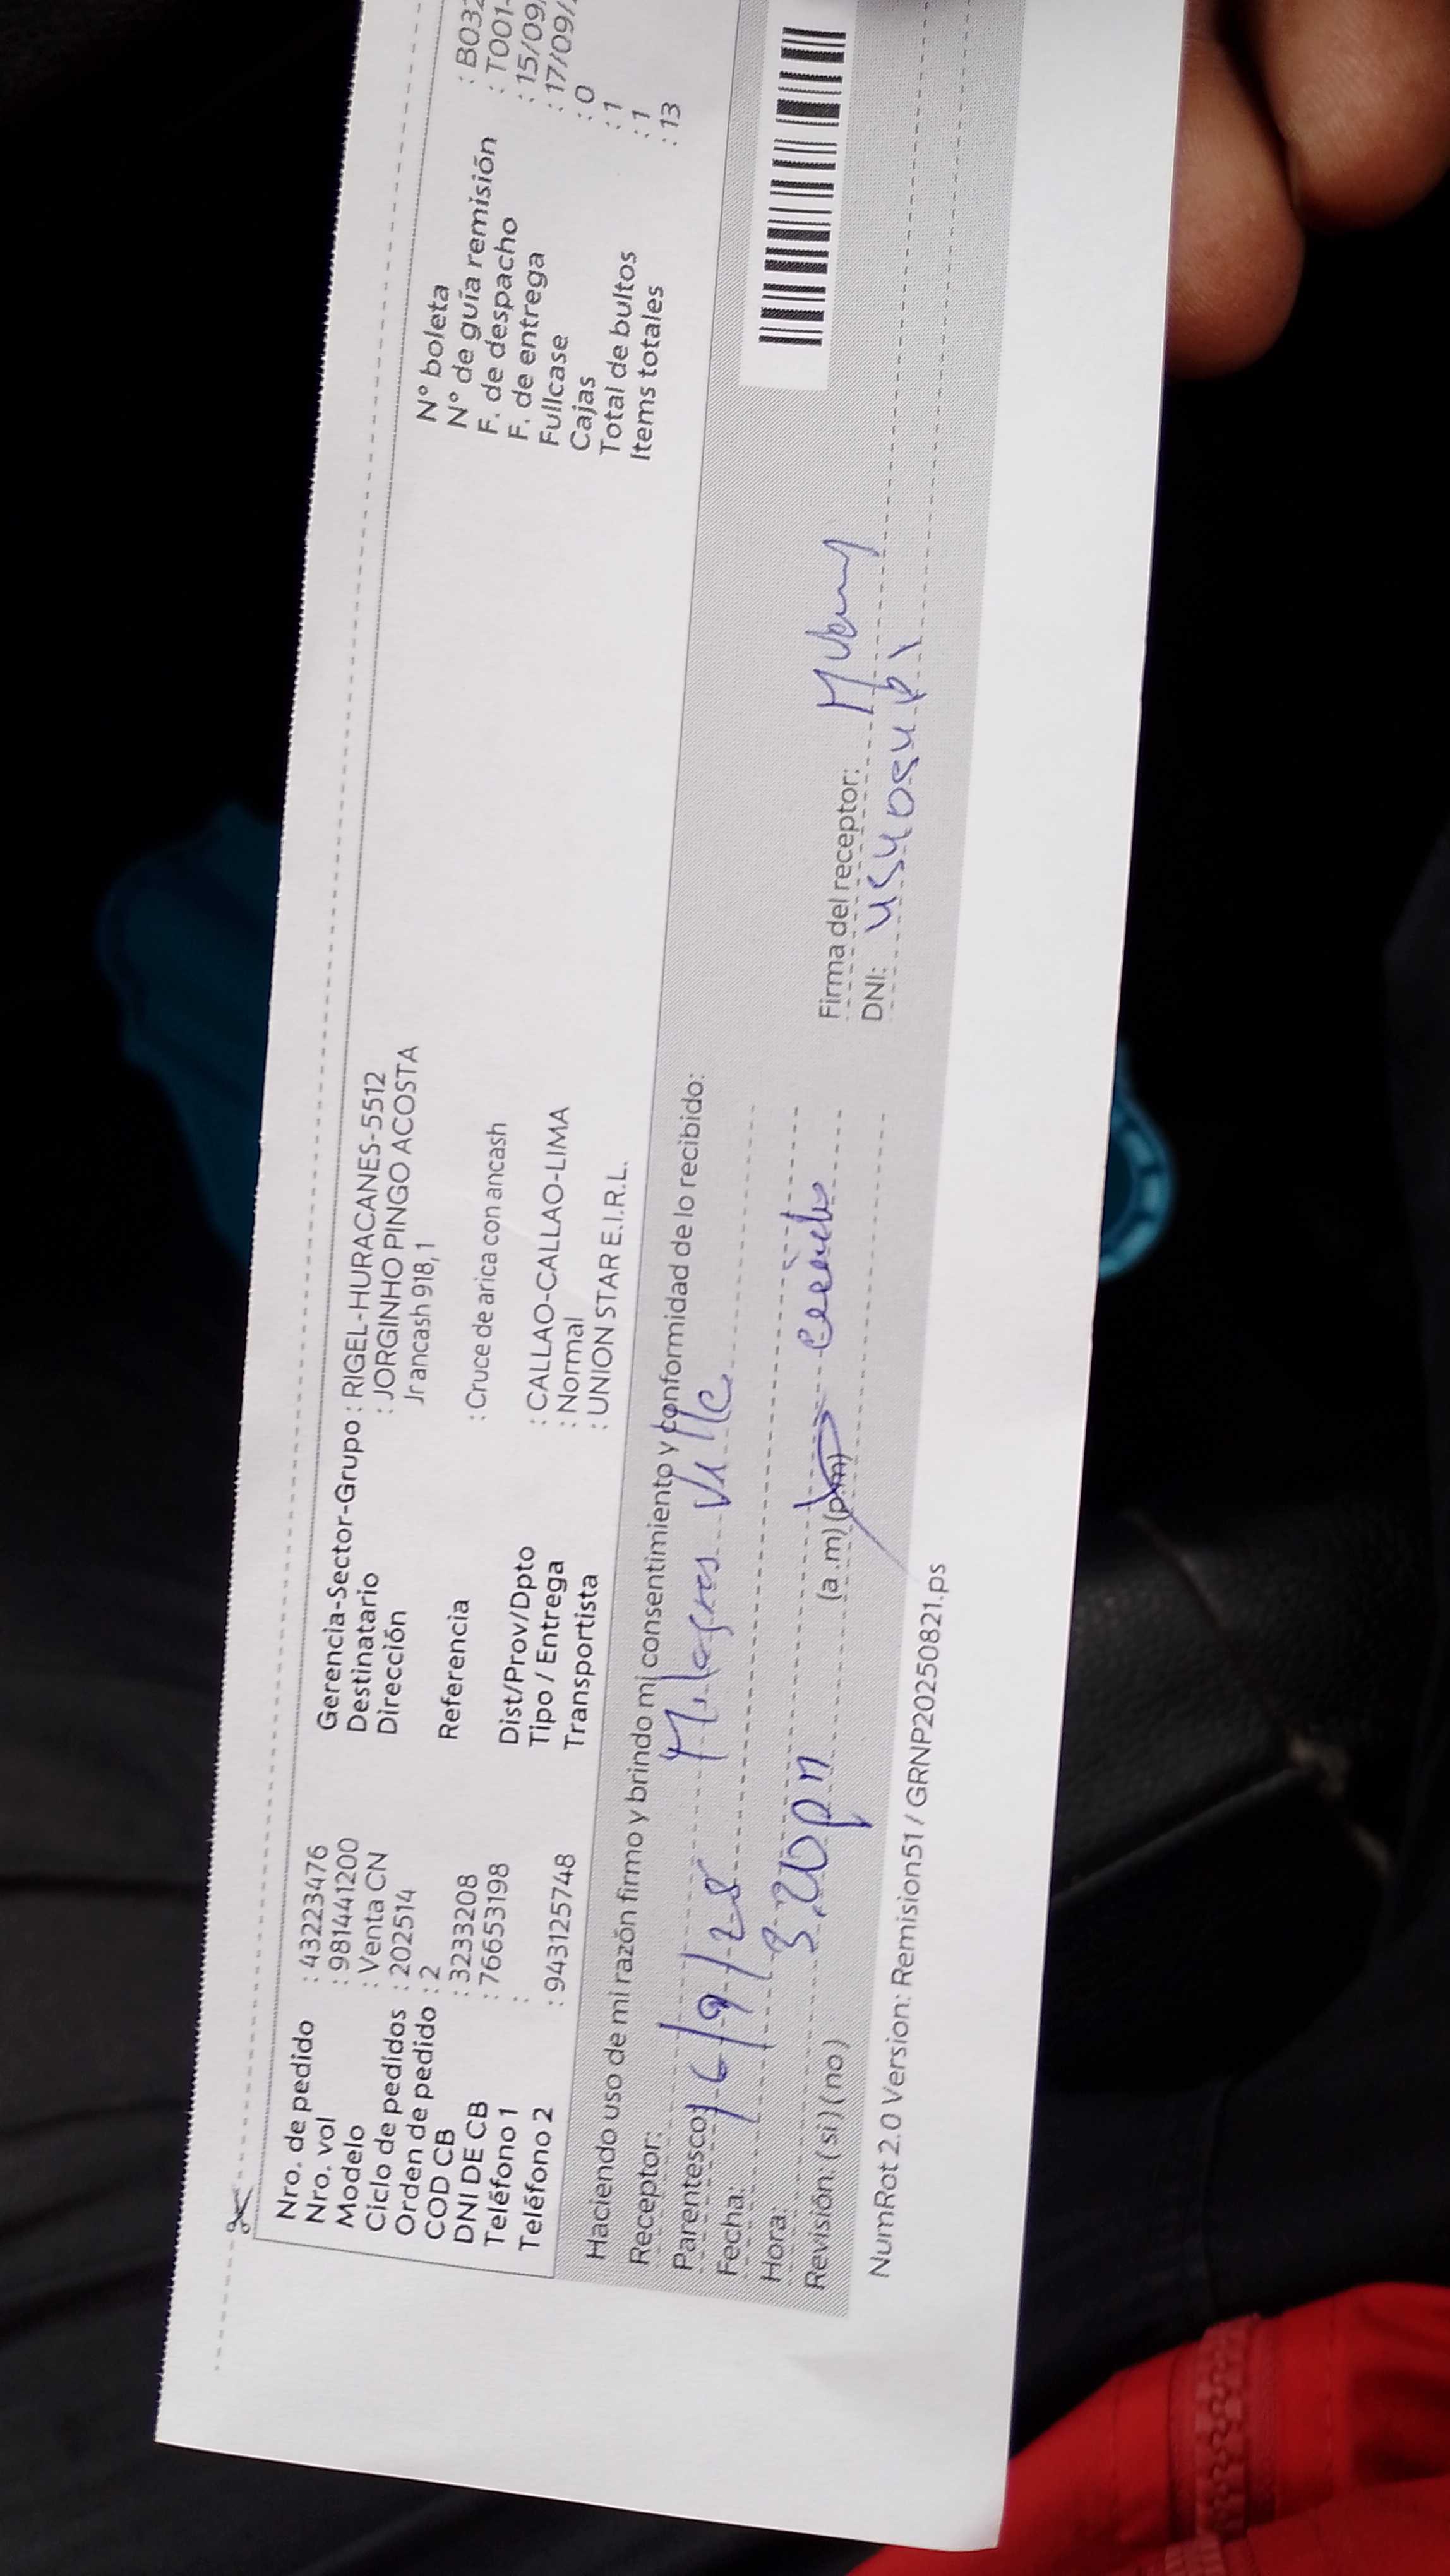 Nro. de pedido : 43223476
Nro. vol : 981441200
Modelo : Venta CN
Ciclo de pedidos : 202514
Orden de pedido : 2
COD CB : 3233208
DNI DE CB : 76653198
Teléfono 1 :
Teléfono 2 : 943125748
Gerencia-Sector-Grupo : RIGEL-HURACANES-5512
Destinatario : JORGINHO PINGO ACOSTA
Dirección Jr ancash 918, 1
Referencia : Cruce de arica con ancash
Dist/Prov/Dpto : CALLAO-CALLAO-LIMA
Tipo / Entrega : Normal
Transportista : UNION STAR E.I.R.L.
N° boleta : B032
N° de guía remisión : T001-
F. de despacho : 15/09/
F. de entrega : 17/09/
Fullcase : 0
Cajas : 1
Total de bultos : 1
Items totales : 13
Haciendo uso de mi razón firmo y brindo mi consentimiento y conformidad de lo recibido:
Receptor: Milagros Valle
Parentesco:
Fecha: 16/9/25
Hora: 3.20pm (a.m) (p.m)
Revisión: (si) (no)
Firma del receptor:
DNI:
NumRot 2.0 Version: Remision51 / GRNP20250821.ps